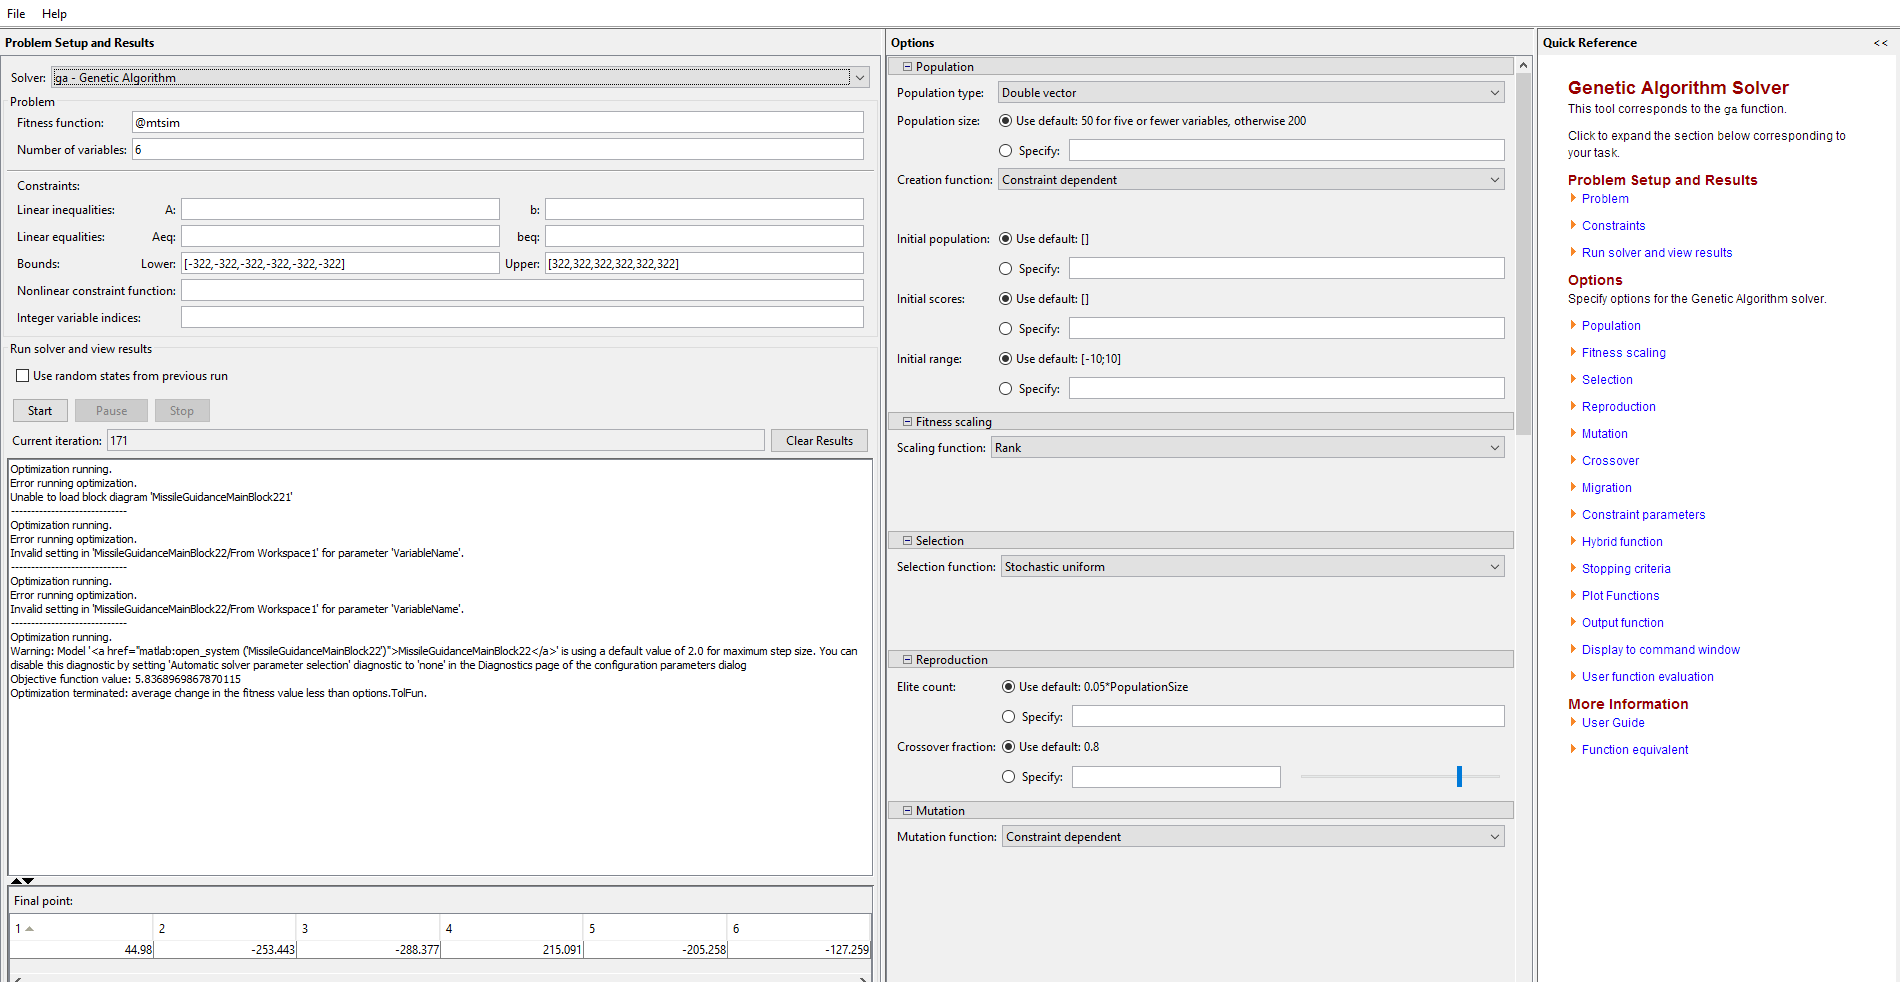 File Help
Problem Setup and Results
Solver: ga - Genetic Algorithm
Problem
Fitness function: @mtsim
Number of variables: 6
Constraints:
Linear inequalities: A: b:
Linear equalities: Aeq: beq:
Bounds: Lower: [-322,-322,-322,-322,-322,-322] Upper: [322,322,322,322,322,322]
Nonlinear constraint function:
Integer variable indices:
Run solver and view results
Use random states from previous run
Start Pause Stop
Current iteration: 171 Clear Results
Optimization running.
Error running optimization.
Unable to load block diagram 'MissileGuidanceMainBlock221'
-----------------------------
Optimization running.
Error running optimization.
Invalid setting in 'MissileGuidanceMainBlock22/From Workspace1' for parameter 'VariableName'.
-----------------------------
Optimization running.
Error running optimization.
Invalid setting in 'MissileGuidanceMainBlock22/From Workspace1' for parameter 'VariableName'.
-----------------------------
Optimization running.
Warning: Model '<a href="matlab:open_system ('MissileGuidanceMainBlock22')">MissileGuidanceMainBlock22</a>' is using a default value of 2.0 for maximum step size. You can
disable this diagnostic by setting 'Automatic solver parameter selection' diagnostic to 'none' in the Diagnostics page of the configuration parameters dialog
Objective function value: 5.8368969867870115
Optimization terminated: average change in the fitness value less than options.TolFun.
Final point:
1 2 3 4 5 6
44.98 -253.443 -288.377 215.091 -205.258 -127.259
Options
Population
Population type: Double vector
Population size: Use default: 50 for five or fewer variables, otherwise 200
Specify:
Creation function: Constraint dependent
Initial population: Use default: []
Specify:
Initial scores: Use default: []
Specify:
Initial range: Use default: [-10;10]
Specify:
Fitness scaling
Scaling function: Rank
Selection
Selection function: Stochastic uniform
Reproduction
Elite count: Use default: 0.05*PopulationSize
Specify:
Crossover fraction: Use default: 0.8
Specify:
Mutation
Mutation function: Constraint dependent
Quick Reference <<
Genetic Algorithm Solver
This tool corresponds to the ga function.
Click to expand the section below corresponding to
your task.
Problem Setup and Results
Problem
Constraints
Run solver and view results
Options
Specify options for the Genetic Algorithm solver.
Population
Fitness scaling
Selection
Reproduction
Mutation
Crossover
Migration
Constraint parameters
Hybrid function
Stopping criteria
Plot Functions
Output function
Display to command window
User function evaluation
More Information
User Guide
Function equivalent